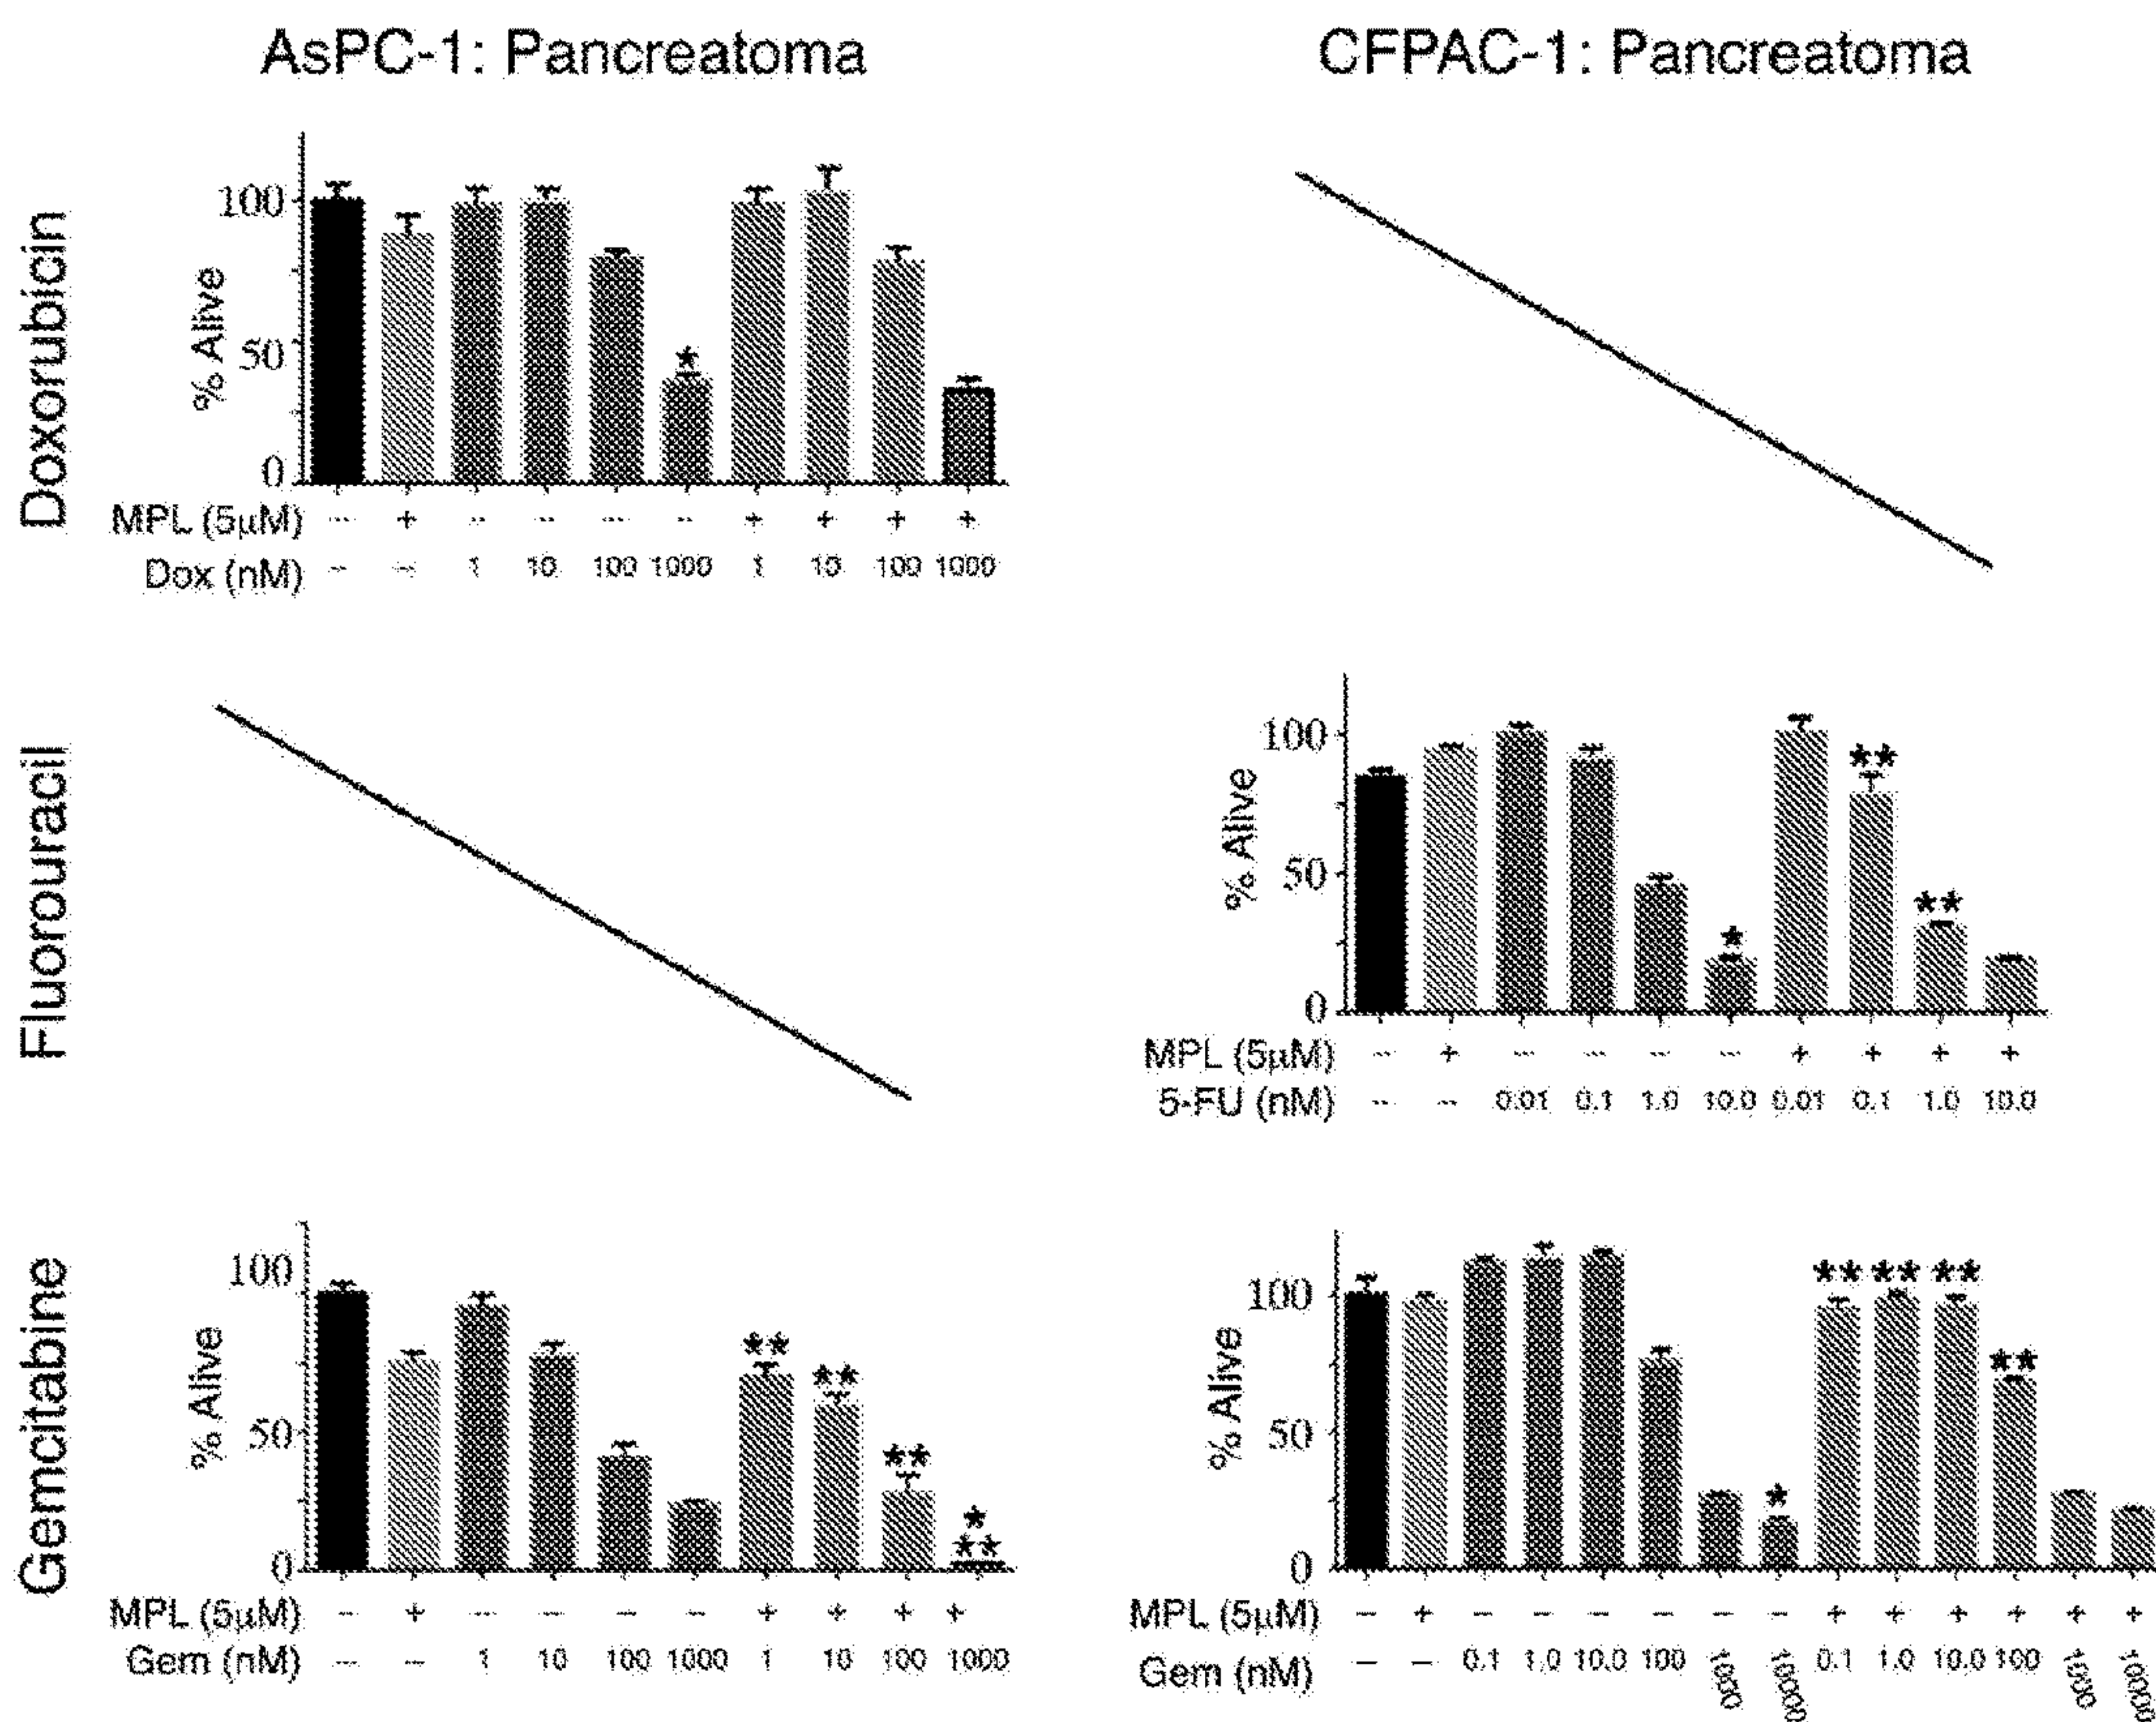 AsPC-1: Pancreatoma
CFPAC-1: Pancreatoma
Doxorubicin
% Alive
100
50
0
*
MPL (5µM) -- + -- -- -- -- + + + +
Dox (nM) -- -- 1 10 100 1000 1 10 100 1000
Fluorouracil
% Alive
100
50
0
*
**
**
MPL (5µM) -- + -- -- -- -- + + + +
5-FU (nM) -- -- 0.01 0.1 1.0 10.0 0.01 0.1 1.0 10.0
Gemcitabine
% Alive
100
50
0
**
**
**
*
**
MPL (5µM) -- + -- -- -- -- + + + +
Gem (nM) -- -- 1 10 100 1000 1 10 100 1000
% Alive
100
50
0
*
** ** **
**
MPL (5µM) – + – – – – – – + + + + + +
Gem (nM) – – 0.1 1.0 10.0 100 1000 10000 0.1 1.0 10.0 100 1000 10000